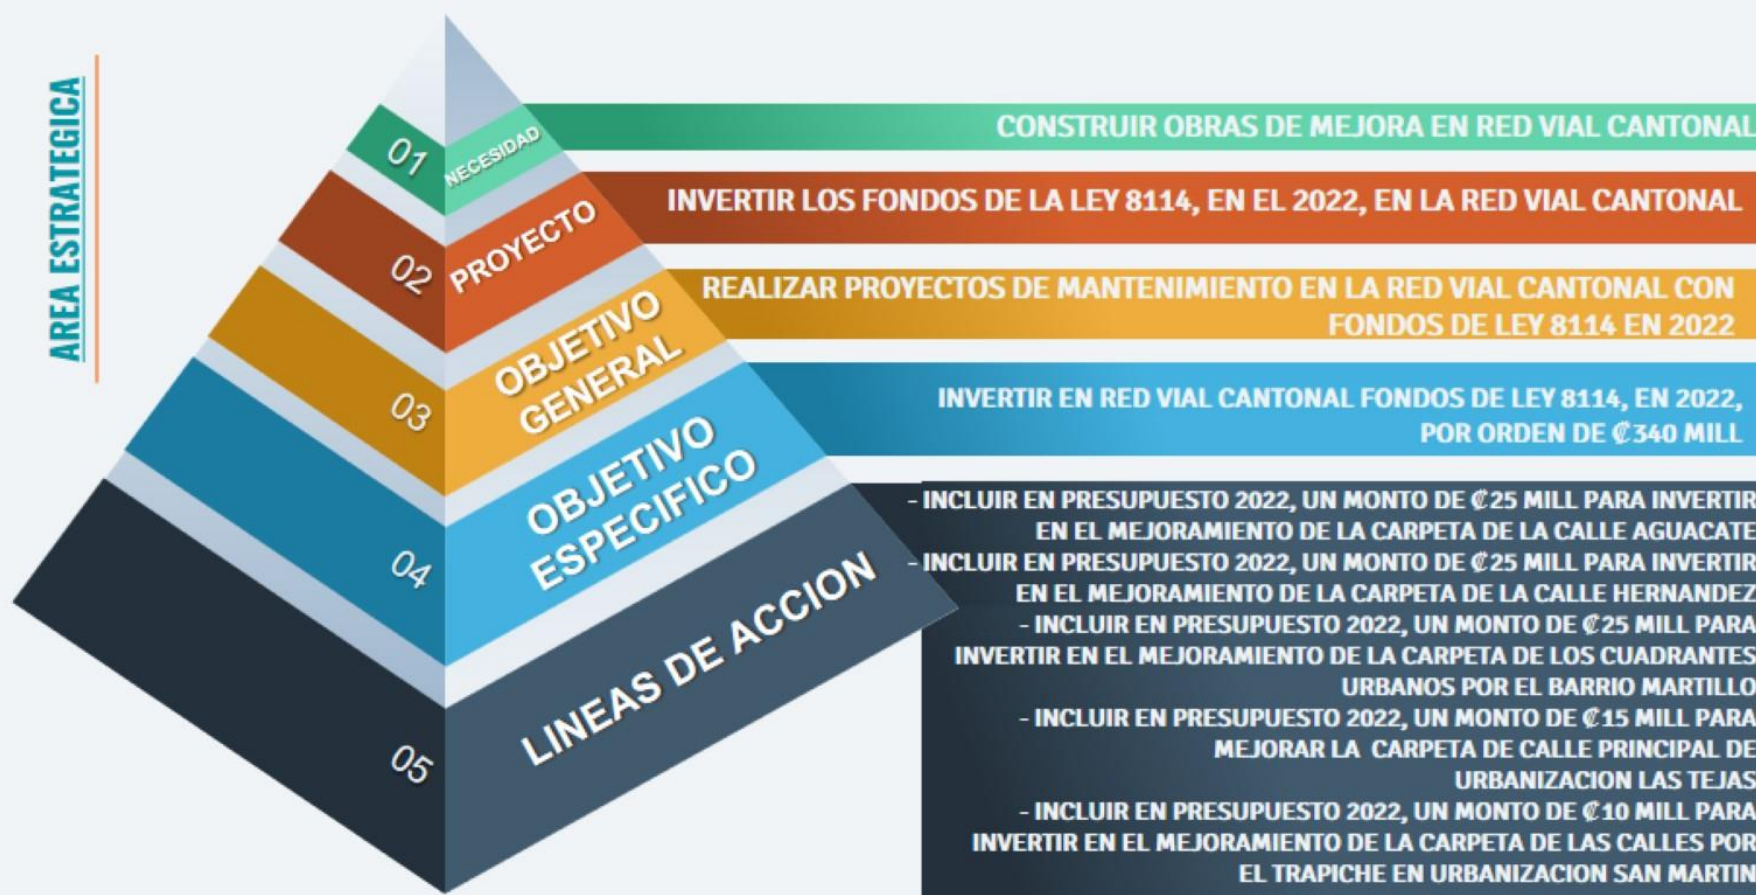 AREA ESTRATEGICA
01
NECESIDAD
CONSTRUIR OBRAS DE MEJORA EN RED VIAL CANTONAL
02
PROYECTO
INVERTIR LOS FONDOS DE LA LEY 8114, EN EL 2022, EN LA RED VIAL CANTONAL
03
OBJETIVO
GENERAL
REALIZAR PROYECTOS DE MANTENIMIENTO EN LA RED VIAL CANTONAL CON
FONDOS DE LEY 8114 EN 2022
04
OBJETIVO
ESPECIFICO
INVERTIR EN RED VIAL CANTONAL FONDOS DE LEY 8114, EN 2022,
POR ORDEN DE ₡340 MILL
05
LINEAS DE ACCION
- INCLUIR EN PRESUPUESTO 2022, UN MONTO DE ₡25 MILL PARA INVERTIR
EN EL MEJORAMIENTO DE LA CARPETA DE LA CALLE AGUACATE
- INCLUIR EN PRESUPUESTO 2022, UN MONTO DE ₡25 MILL PARA INVERTIR
EN EL MEJORAMIENTO DE LA CARPETA DE LA CALLE HERNANDEZ
- INCLUIR EN PRESUPUESTO 2022, UN MONTO DE ₡25 MILL PARA
INVERTIR EN EL MEJORAMIENTO DE LA CARPETA DE LOS CUADRANTES
URBANOS POR EL BARRIO MARTILLO
- INCLUIR EN PRESUPUESTO 2022, UN MONTO DE ₡15 MILL PARA
MEJORAR LA CARPETA DE CALLE PRINCIPAL DE
URBANIZACION LAS TEJAS
- INCLUIR EN PRESUPUESTO 2022, UN MONTO DE ₡10 MILL PARA
INVERTIR EN EL MEJORAMIENTO DE LA CARPETA DE LAS CALLES POR
EL TRAPICHE EN URBANIZACION SAN MARTIN